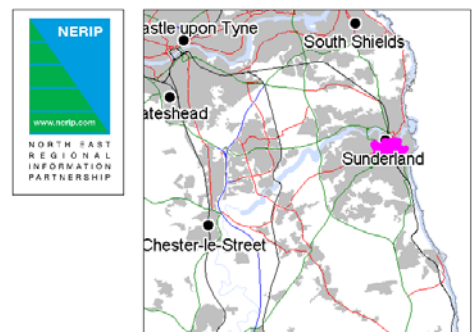 NERIP
www.nerip.com
NORTH EAST
REGIONAL
INFORMATION
PARTNERSHIP
astle upon Tyne
South Shields
ateshead
Sunderland
Chester-le-Street